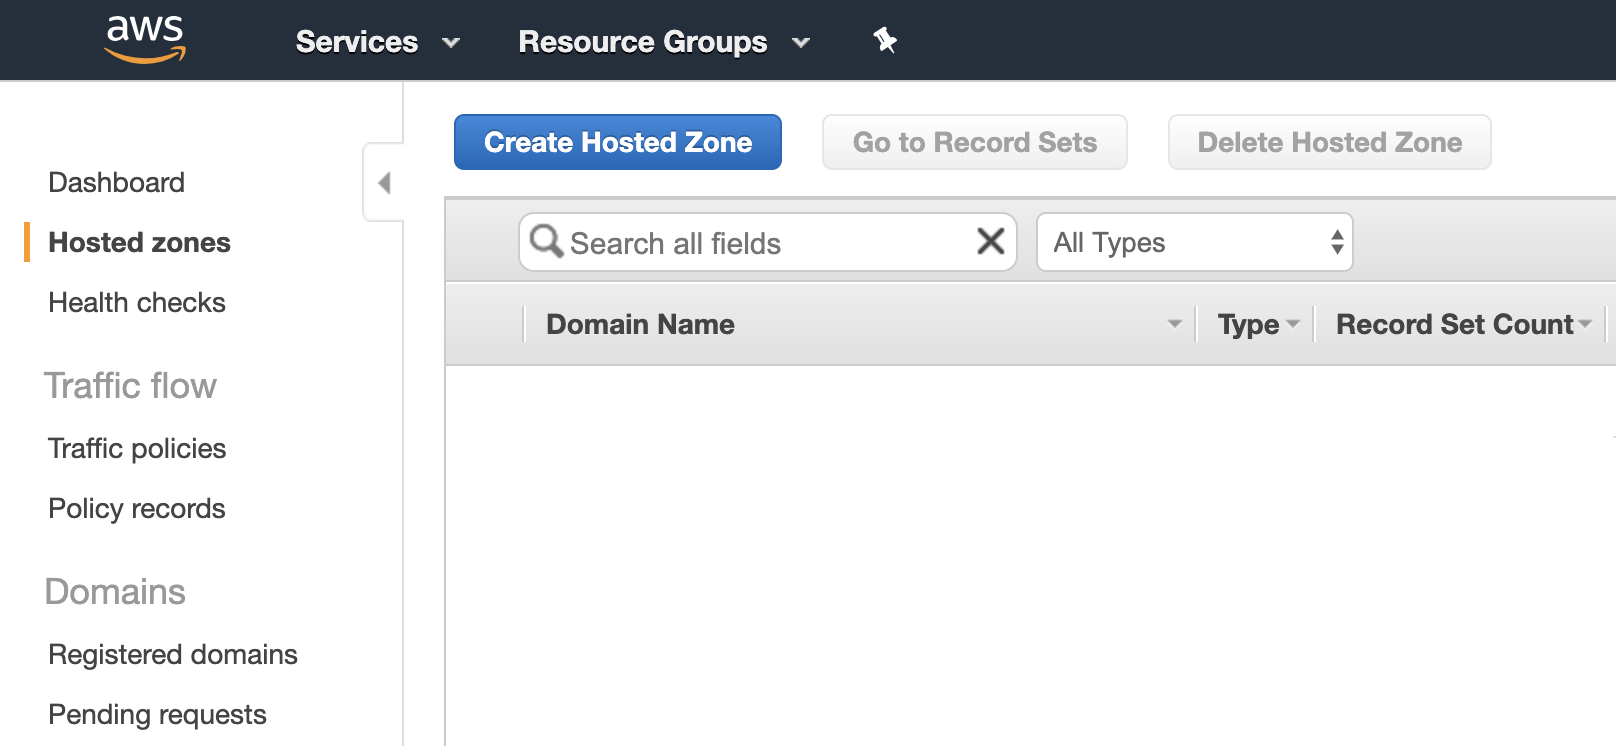 aws
Services
Resource Groups
Dashboard
Hosted zones
Health checks
Traffic flow
Traffic policies
Policy records
Domains
Registered domains
Pending requests
Create Hosted Zone
Go to Record Sets
Delete Hosted Zone
Search all fields
All Types
Domain Name
Type
Record Set Count